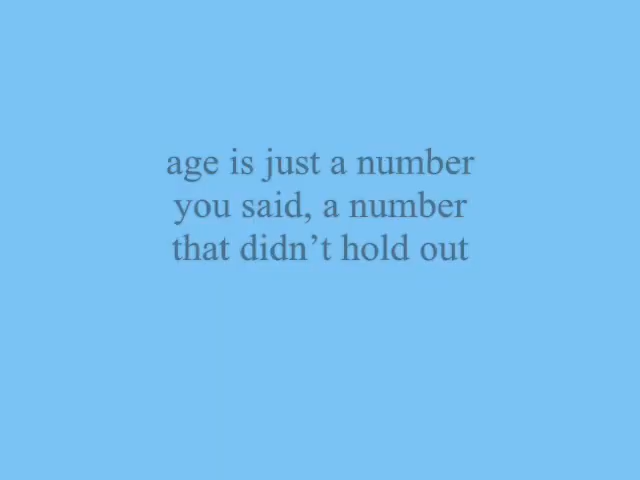 age is just a number
you said, a number
that didn’t hold out